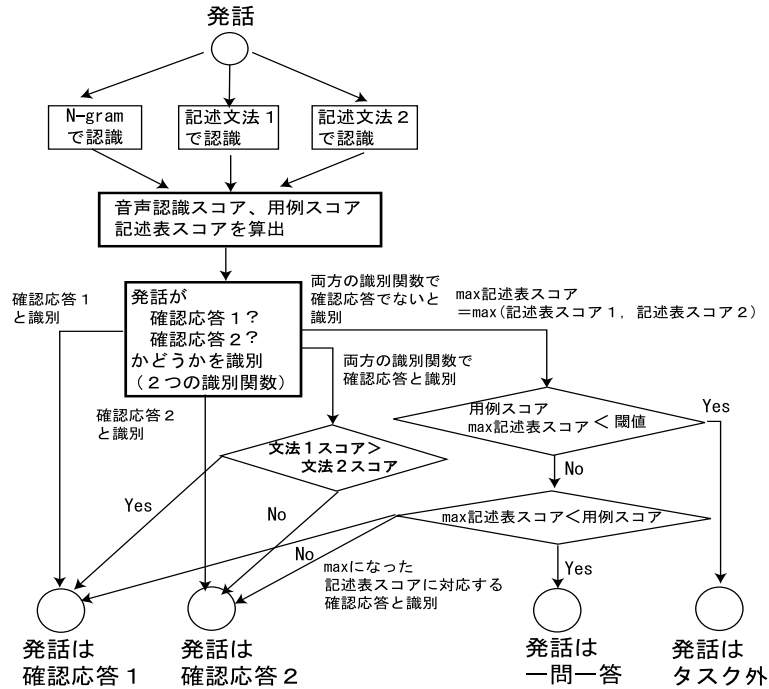 発話
N-gram
で認識
記述文法１
で認識
記述文法２
で認識
音声認識スコア、用例スコア
記述表スコアを算出
確認応答１
と識別
発話が
確認応答１？
確認応答２？
かどうかを識別
（２つの識別関数）
両方の識別関数で
確認応答でないと
識別
max記述表スコア
＝max(記述表スコア１, 記述表スコア２)
両方の識別関数で
確認応答と識別
確認応答２
と識別
用例スコア
max記述表スコア
＜閾値
Yes
文法１スコア＞
文法２スコア
No
max記述表スコア＜用例スコア
Yes
No
No
Yes
maxになった
記述表スコアに対応する
確認応答と識別
発話は
確認応答１
発話は
確認応答２
発話は
一問一答
発話は
タスク外